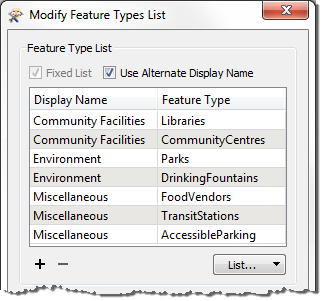 Modify Feature Types List
Feature Type List
Fixed List Use Alternate Display Name
Display Name Feature Type
Community Facilities Libraries
Community Facilities CommunityCentres
Environment Parks
Environment DrinkingFountains
Miscellaneous FoodVendors
Miscellaneous TransitStations
Miscellaneous AccessibleParking
List...